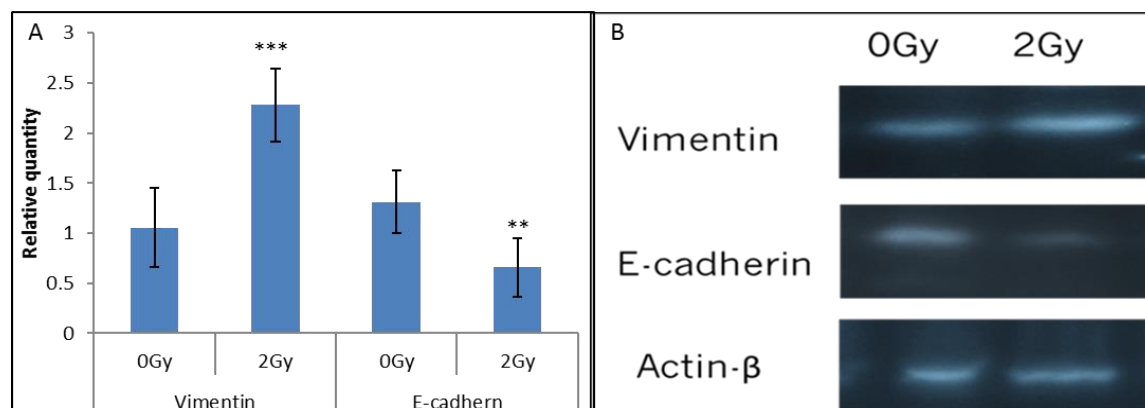 A
3
2.5
2
1.5
1
0.5
0
Relative quantity
***
**
0Gy 2Gy 0Gy 2Gy
Vimentin E-cadhern
B
0Gy 2Gy
Vimentin
E-cadherin
Actin-β